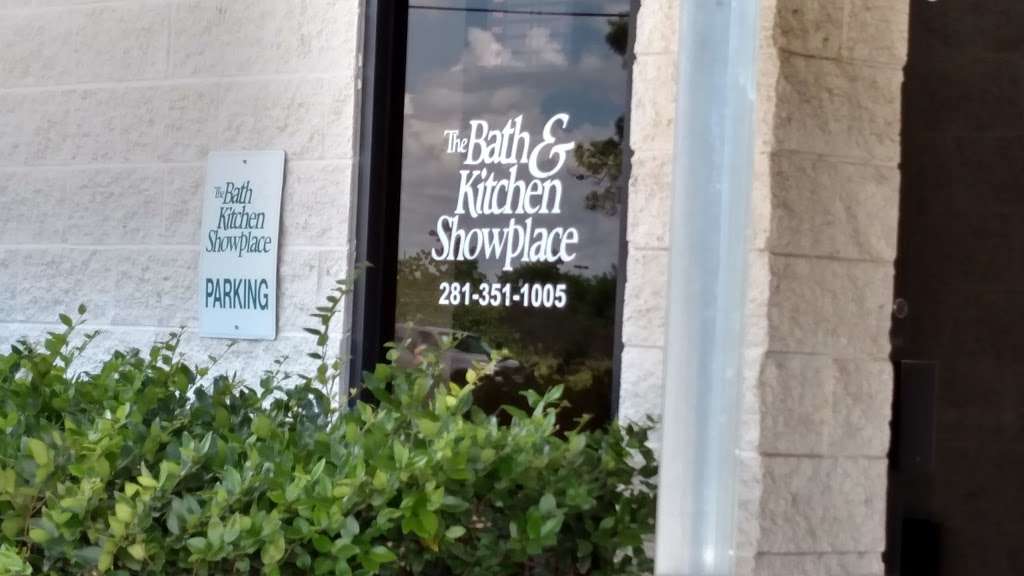 The Bath
Kitchen
Showplace
PARKING
The Bath &
Kitchen
Showplace
281-351-1005